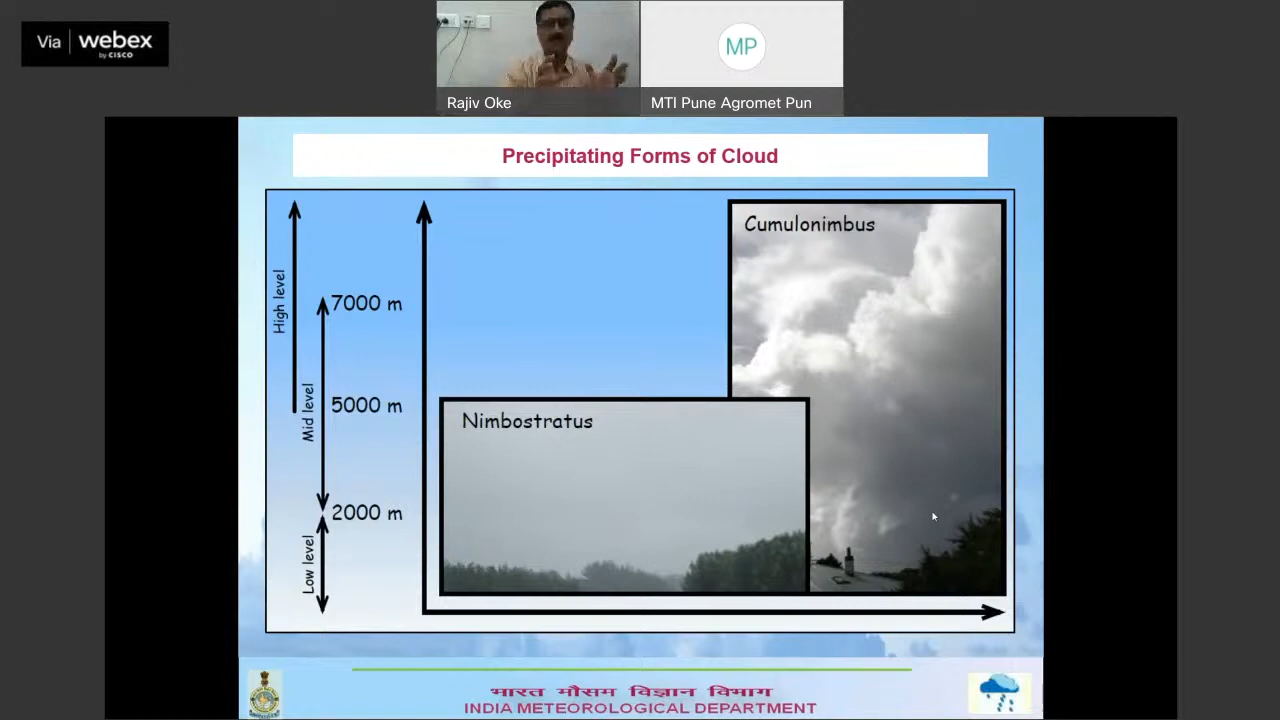 Via webex
by CISCO
MP
Rajiv Oke
MTI Pune Agromet Pun
Precipitating Forms of Cloud
High level
Mid level
Low level
7000 m
5000 m
2000 m
Cumulonimbus
Nimbostratus
भारत मौसम विज्ञान विभाग
INDIA METEOROLOGICAL DEPARTMENT